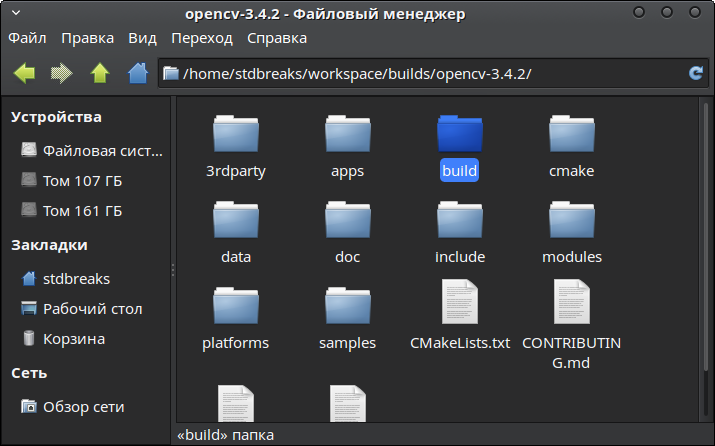 opencv-3.4.2 - Файловый менеджер
Файл Правка Вид Переход Справка
/home/stdbreaks/workspace/builds/opencv-3.4.2/
Устройства
Файловая сист...
Том 107 ГБ
Том 161 ГБ
Закладки
stdbreaks
Рабочий стол
Корзина
Сеть
Обзор сети
3rdparty apps build cmake
data doc include modules
platforms samples CMakeLists.txt CONTRIBUTIN
G.md
«build» папка